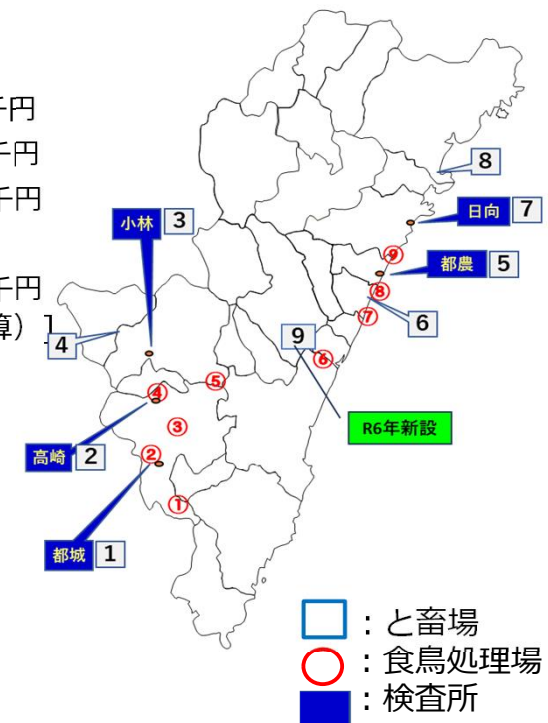 千円
千円
千円
千円
算）］
8
日向 7
小林 3
⑨
都農 5
⑧
6
⑦
4
9
⑥
⑤
④
R6年新設
③
高崎 2
②
①
都城 1
：と畜場
：食鳥処理場
：検査所